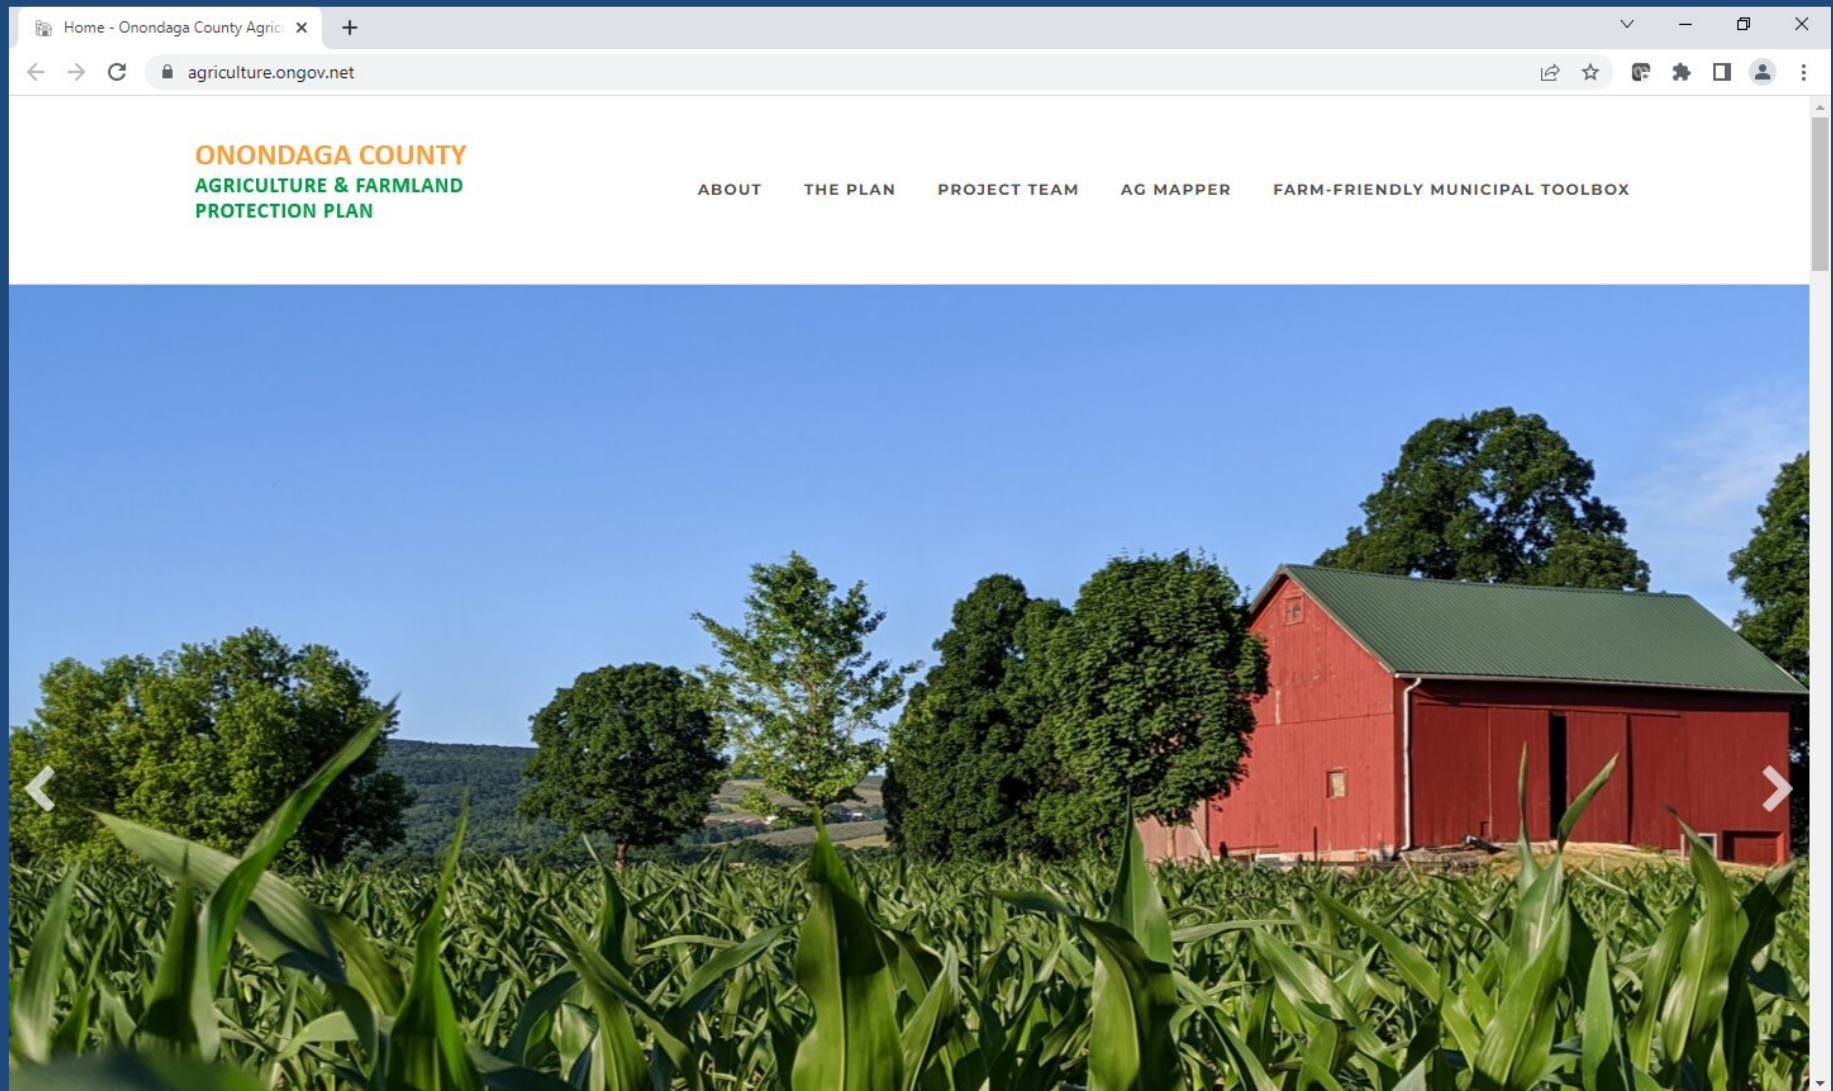 Home - Onondaga County Agric
agriculture.ongov.net
ONONDAGA COUNTY
AGRICULTURE & FARMLAND
PROTECTION PLAN
ABOUT THE PLAN PROJECT TEAM AG MAPPER FARM-FRIENDLY MUNICIPAL TOOLBOX